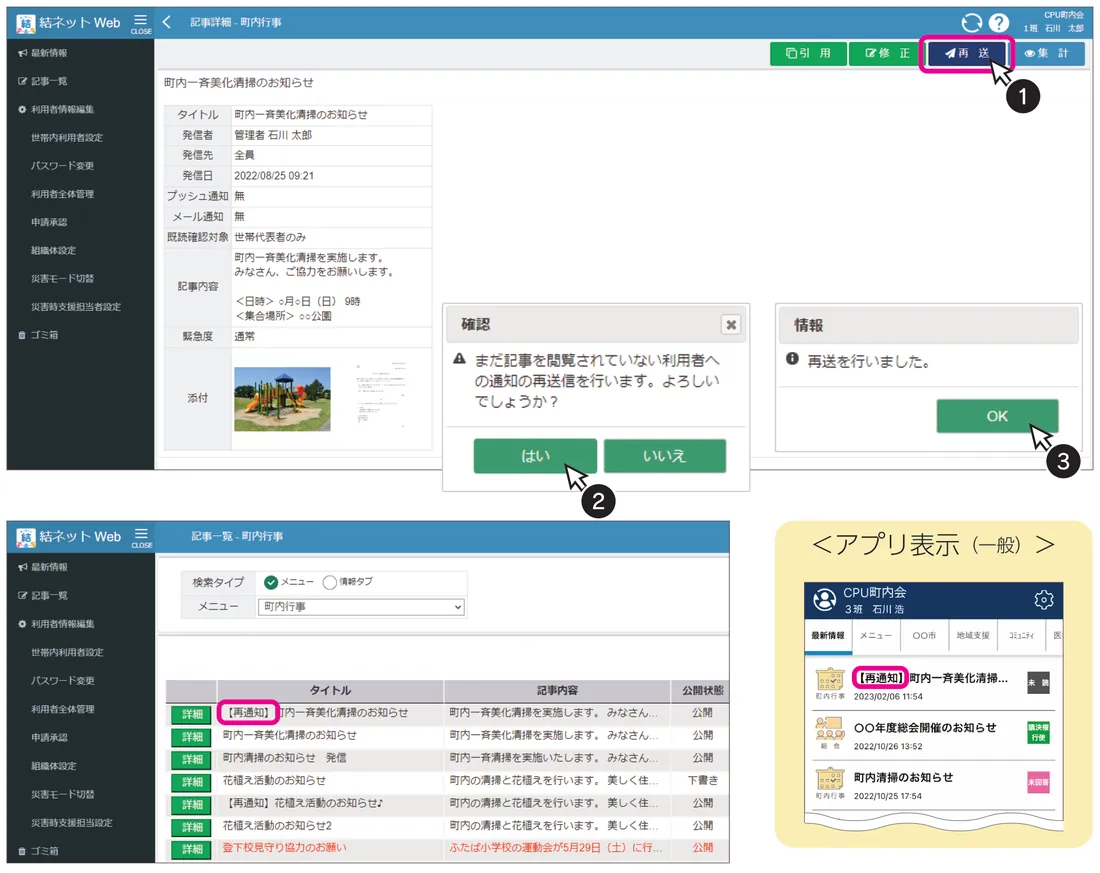 結 結ネット Web CLOSE 記事詳細 - 町内行事 ? CPU町内会
1班 石川 太郎
引 用 修 正 再 送 集 計
1
最新情報
記事一覧
利用者情報編集
世帯内利用者設定
パスワード変更
利用者全体管理
申請承認
組織体設定
災害モード切替
災害時支援担当者設定
ゴミ箱
町内一斉美化清掃のお知らせ
タイトル 町内一斉美化清掃のお知らせ
発信者 管理者 石川 太郎
発信先 全員
発信日 2022/08/25 09:21
プッシュ通知 無
メール通知 無
既読確認対象 世帯代表者のみ
記事内容 町内一斉美化清掃を実施します。
みなさん、ご協力をお願いします。
＜日時＞ ○月○日（日） 9時
＜集合場所＞ ○○公園
緊急度 通常
添付
確認
まだ記事を閲覧されていない利用者へ
の通知の再送信を行います。よろしい
でしょうか？
はい いいえ
2
情報
再送を行いました。
OK
3
結 結ネット Web CLOSE 記事一覧 - 町内行事
最新情報
記事一覧
利用者情報編集
世帯内利用者設定
パスワード変更
利用者全体管理
申請承認
組織体設定
災害モード切替
災害時支援担当設定
ゴミ箱
検索タイプ メニュー 情報タブ
メニュー 町内行事
タイトル 記事内容 公開状態
詳細 【再通知】町内一斉美化清掃のお知らせ 町内一斉美化清掃を実施します。 みなさん... 公開
詳細 町内一斉美化清掃のお知らせ 町内一斉美化清掃を実施します。 みなさん... 公開
詳細 町内清掃のお知らせ 発信 町内一斉清掃を実施いたします。 みなさん... 公開
詳細 花植え活動のお知らせ 町内の清掃と花植えを行います。 美しく住... 下書き
詳細 【再通知】花植え活動のお知らせ♪ 町内の清掃と花植えを行います。 美しく住... 公開
詳細 花植え活動のお知らせ2 町内の清掃と花植えを行います。 美しく住... 公開
詳細 登下校見守り協力のお願い ふたば小学校の運動会が5月29日（土）に行... 公開
＜アプリ表示（一般）＞
CPU町内会
3班 石川 浩
最新情報 メニュー ○○市 地域支援 コミュニティ 医
【再通知】町内一斉美化清掃... 未 読
町内行事 2023/02/06 11:54
○○年度総会開催のお知らせ 議決権
行使
総 会 2022/10/26 13:52
町内清掃のお知らせ 未回答
町内行事 2022/10/25 17:54